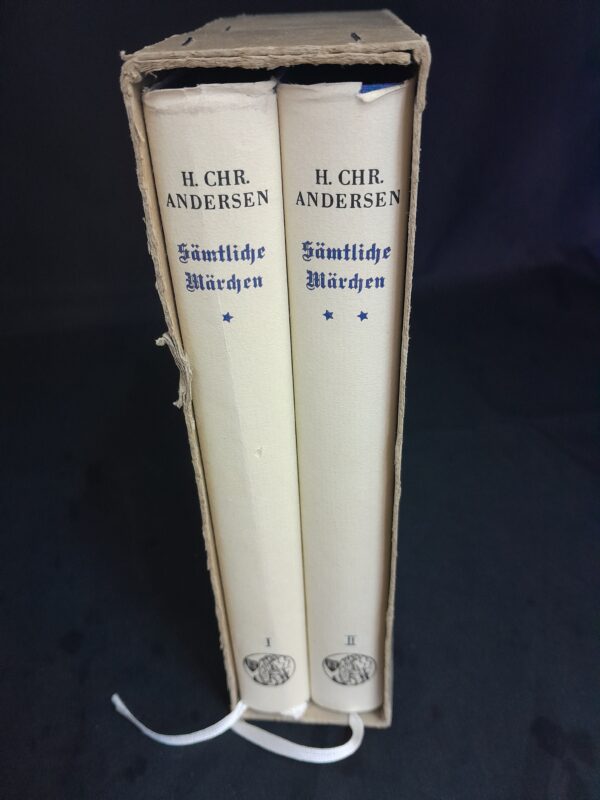 H. CHR.
ANDERSEN
Sämtliche
Märchen
I
H. CHR.
ANDERSEN
Sämtliche
Märchen
II